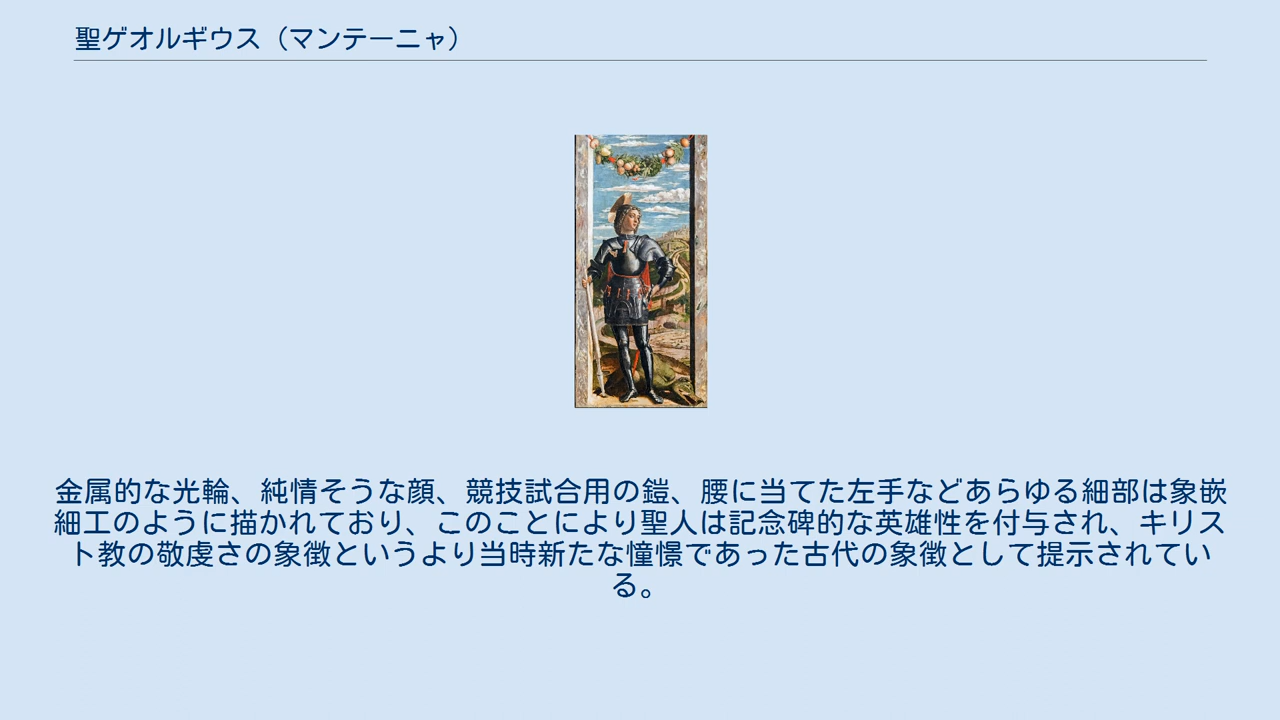 聖ゲオルギウス（マンテーニャ）
金属的な光輪、純情そうな顔、競技試合用の鎧、腰に当てた左手などあらゆる細部は象嵌
細工のように描かれており、このことにより聖人は記念碑的な英雄性を付与され、キリス
ト教の敬虔さの象徴というより当時新たな憧憬であった古代の象徴として提示されてい
る。